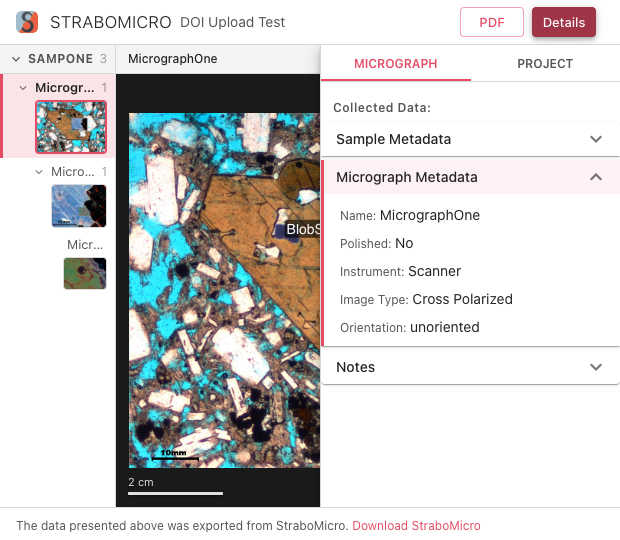 STRABOMICRO DOI Upload Test
PDF
Details
SAMPONE 3
MicrographOne
MICROGRAPH
PROJECT
Microgr... 1
Micro... 1
Micr...
BlobS
10mm
2 cm
Collected Data:
Sample Metadata
Micrograph Metadata
Name: MicrographOne
Polished: No
Instrument: Scanner
Image Type: Cross Polarized
Orientation: unoriented
Notes
The data presented above was exported from StraboMicro. Download StraboMicro